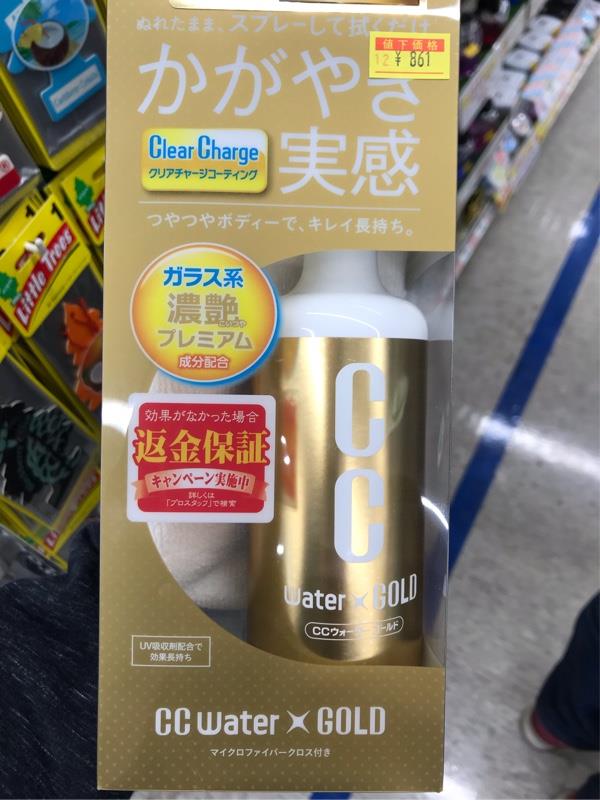 ぬれたまま、スプレーして拭くだけ
値下価格
12 ¥ 861
かがやき
実感
Clear Charge
クリアチャージコーティング
つやつやボディーで、キレイ長持ち。
ガラス系
濃艶
こいつや
プレミアム
成分配合
効果がなかった場合
返金保証
キャンペーン実施中
詳しくは
「プロスタッフ」で検索
CC
water GOLD
CCウォーターゴールド
UV吸収剤配合で
効果長持ち
CC water GOLD
マイクロファイバークロス付き
Little Trees